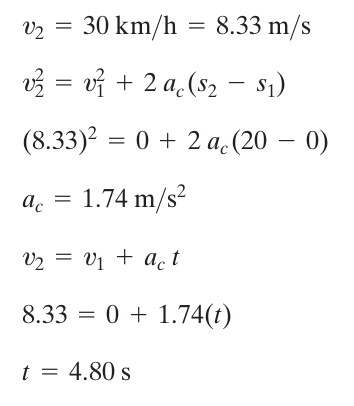 v₂ = 30 km/h = 8.33 m/s
v₂² = v₁² + 2 a_c(s₂ − s₁)
(8.33)² = 0 + 2 a_c(20 − 0)
a_c = 1.74 m/s²
v₂ = v₁ + a_c t
8.33 = 0 + 1.74(t)
t = 4.80 s